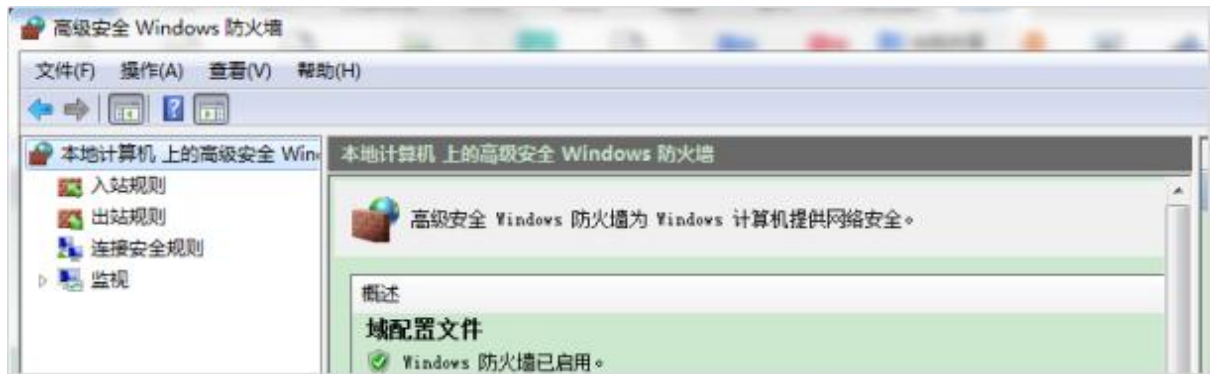 高级安全 Windows 防火墙
文件(F) 操作(A) 查看(V) 帮助(H)
本地计算机 上的高级安全 Win
入站规则
出站规则
连接安全规则
监视
本地计算机 上的高级安全 Windows 防火墙
高级安全 Windows 防火墙为 Windows 计算机提供网络安全。
概述
域配置文件
Windows 防火墙已启用。